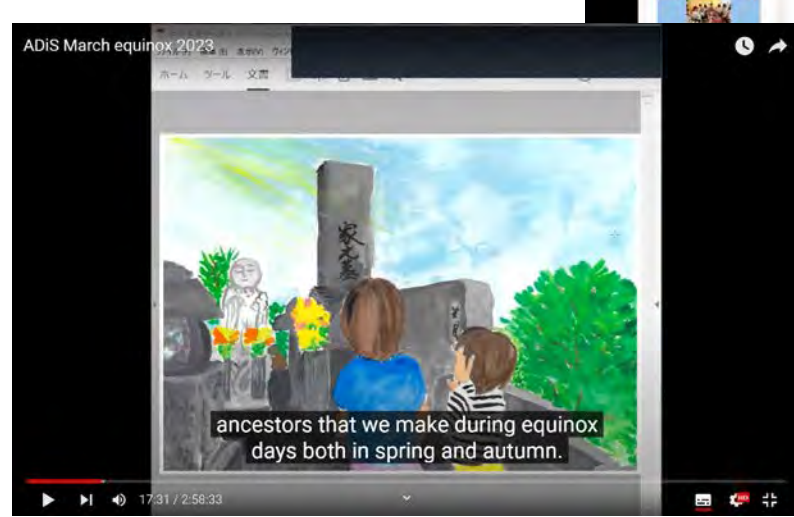 ADiS March equinox 2023
ホーム ツール 文書
家元墓
ancestors that we make during equinox
days both in spring and autumn.
17:31 / 2:58:33